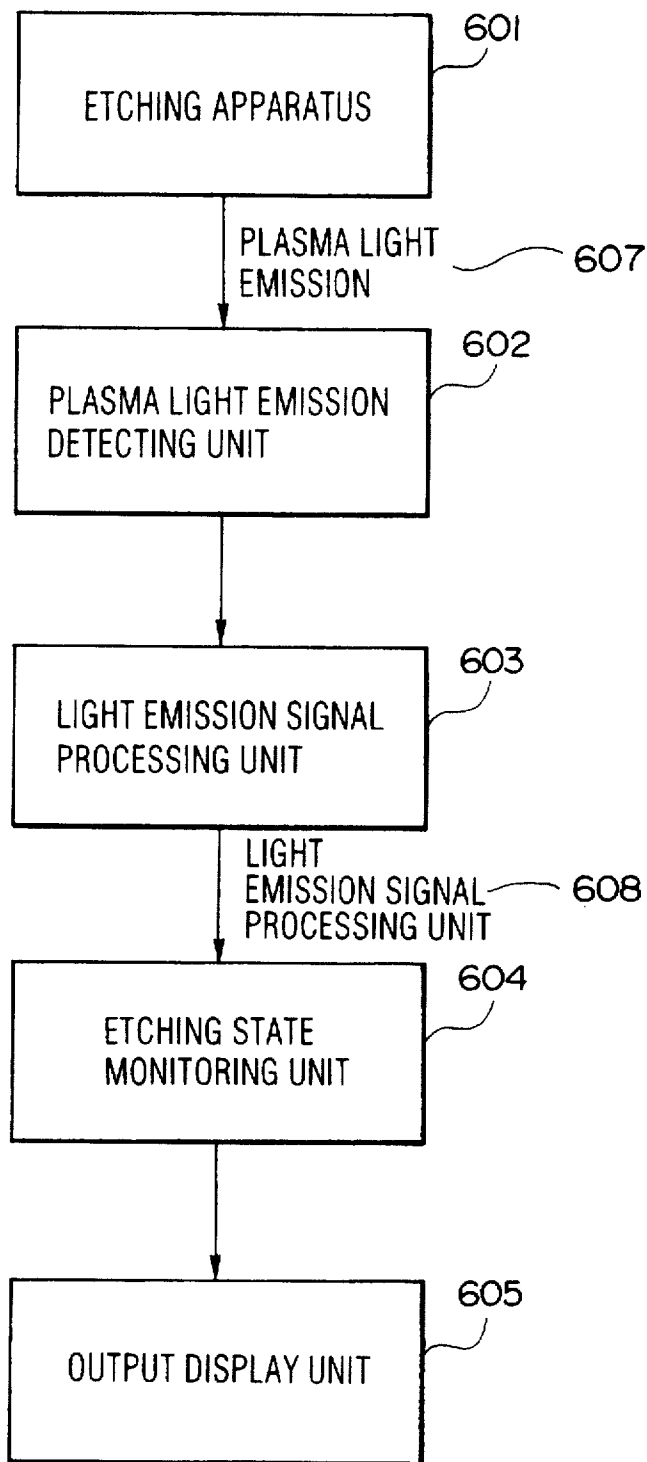 601
ETCHING APPARATUS
PLASMA LIGHT
EMISSION
607
602
PLASMA LIGHT EMISSION
DETECTING UNIT
603
LIGHT EMISSION SIGNAL
PROCESSING UNIT
LIGHT
EMISSION SIGNAL
PROCESSING UNIT
608
604
ETCHING STATE
MONITORING UNIT
605
OUTPUT DISPLAY UNIT